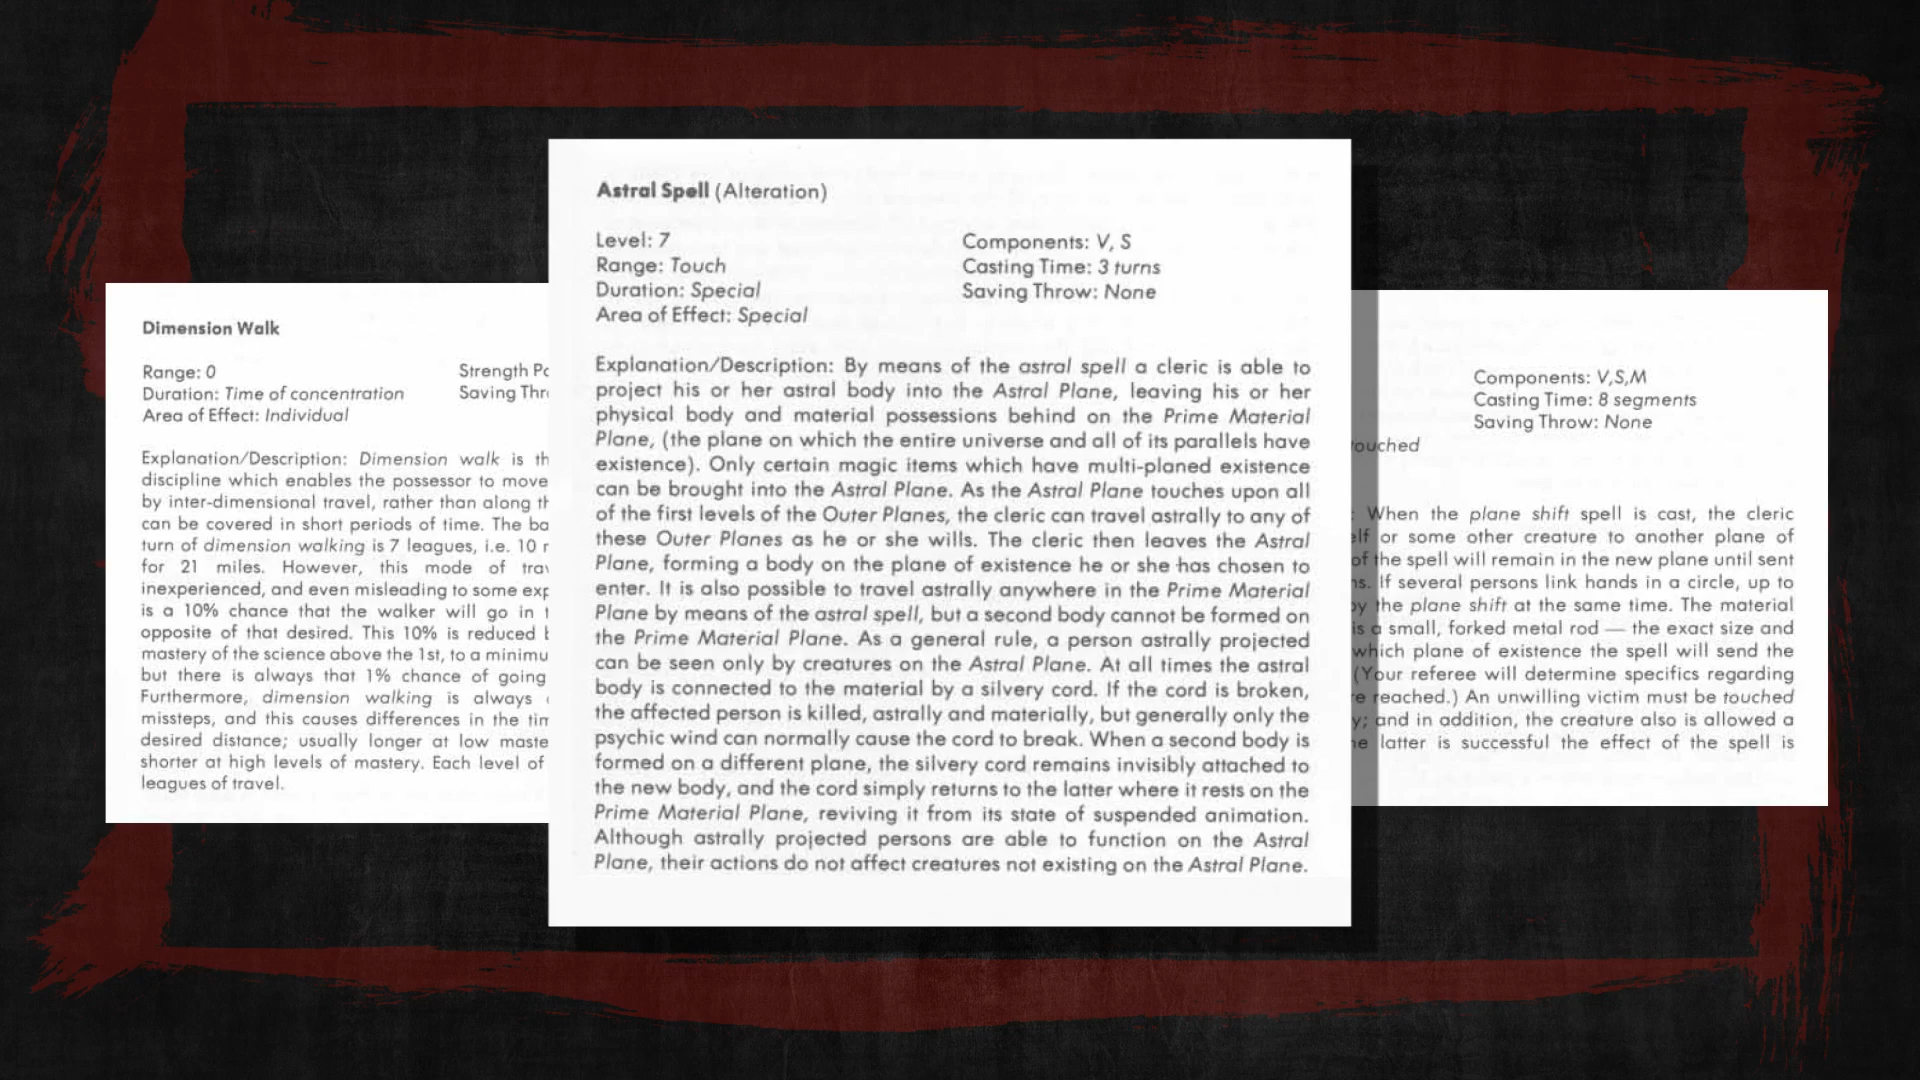 Dimension Walk
Range: 0
Duration: Time of concentration
Area of Effect: Individual
Strength
Saving
Explanation/Description: Dimension walk is
discipline which enables the possessor to move
by inter-dimensional travel, rather than along
can be covered in short periods of time. The
turn of dimension walking is 7 leagues, i.e. 10
for 21 miles. However, this mode of
inexperienced, and even misleading to some
is a 10% chance that the walker will go in
opposite of that desired. This 10% is reduced
mastery of the science above the 1st, to a
but there is always that 1% chance of going
Furthermore, dimension walking is always
missteps, and this causes differences in the
desired distance; usually longer at low
shorter at high levels of mastery. Each level of
leagues of travel.
Astral Spell (Alteration)
Level: 7
Range: Touch
Duration: Special
Area of Effect: Special
Components: V, S
Casting Time: 3 turns
Saving Throw: None
Explanation/Description: By means of the astral spell a cleric is able to
project his or her astral body into the Astral Plane, leaving his or her
physical body and material possessions behind on the Prime Material
Plane, (the plane on which the entire universe and all of its parallels have
existence). Only certain magic items which have multi-planed existence
can be brought into the Astral Plane. As the Astral Plane touches upon all
of the first levels of the Outer Planes, the cleric can travel astrally to any of
these Outer Planes as he or she wills. The cleric then leaves the Astral
Plane, forming a body on the plane of existence he or she has chosen to
enter. It is also possible to travel astrally anywhere in the Prime Material
Plane by means of the astral spell, but a second body cannot be formed on
the Prime Material Plane. As a general rule, a person astrally projected
can be seen only by creatures on the Astral Plane. At all times the astral
body is connected to the material by a silvery cord. If the cord is broken,
the affected person is killed, astrally and materially, but generally only the
psychic wind can normally cause the cord to break. When a second body is
formed on a different plane, the silvery cord remains invisibly attached to
the new body, and the cord simply returns to the latter where it rests on the
Prime Material Plane, reviving it from its state of suspended animation.
Although astrally projected persons are able to function on the Astral
Plane, their actions do not affect creatures not existing on the Astral Plane.
Components: V,S,M
Casting Time: 8 segments
Saving Throw: None
touched
When the plane shift spell is cast, the cleric
or some other creature to another plane of
of the spell will remain in the new plane until sent
If several persons link hands in a circle, up to
by the plane shift at the same time. The material
is a small, forked metal rod — the exact size and
which plane of existence the spell will send the
(Your referee will determine specifics regarding
reached.) An unwilling victim must be touched
and in addition, the creature also is allowed a
latter is successful the effect of the spell is